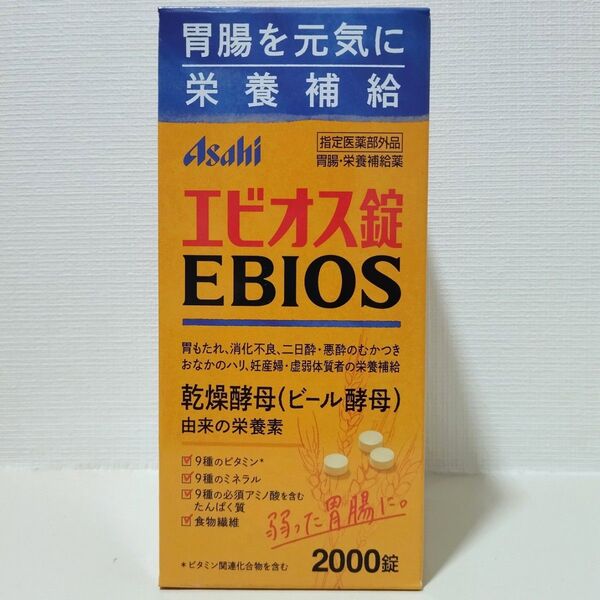 胃腸を元気に
栄養補給
Asahi
指定医薬部外品
胃腸・栄養補給薬
エビオス錠
EBIOS
胃もたれ、消化不良、二日酔・悪酔のむかつき
おなかのハリ、妊産婦・虚弱体質者の栄養補給
乾燥酵母(ビール酵母)
由来の栄養素
9種のビタミン*
9種のミネラル
9種の必須アミノ酸を含む
たんぱく質
食物繊維
弱った胃腸に。
*ビタミン関連化合物を含む
2000錠